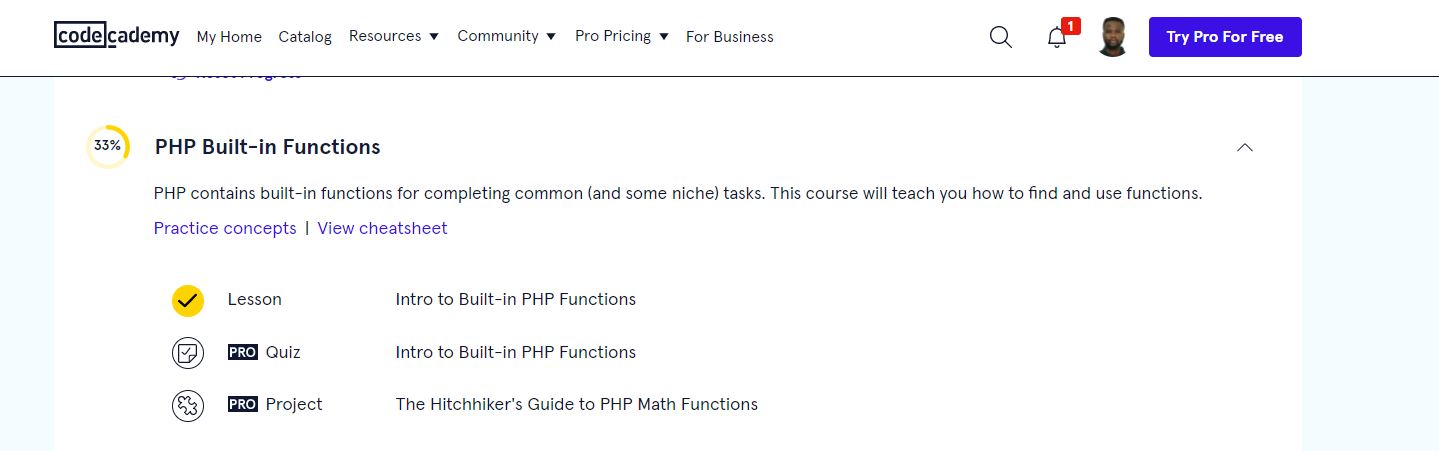 codecademy My Home Catalog Resources Community Pro Pricing For Business 1 Try Pro For Free
33% PHP Built-in Functions
PHP contains built-in functions for completing common (and some niche) tasks. This course will teach you how to find and use functions.
Practice concepts | View cheatsheet
Lesson Intro to Built-in PHP Functions
PRO Quiz Intro to Built-in PHP Functions
PRO Project The Hitchhiker's Guide to PHP Math Functions